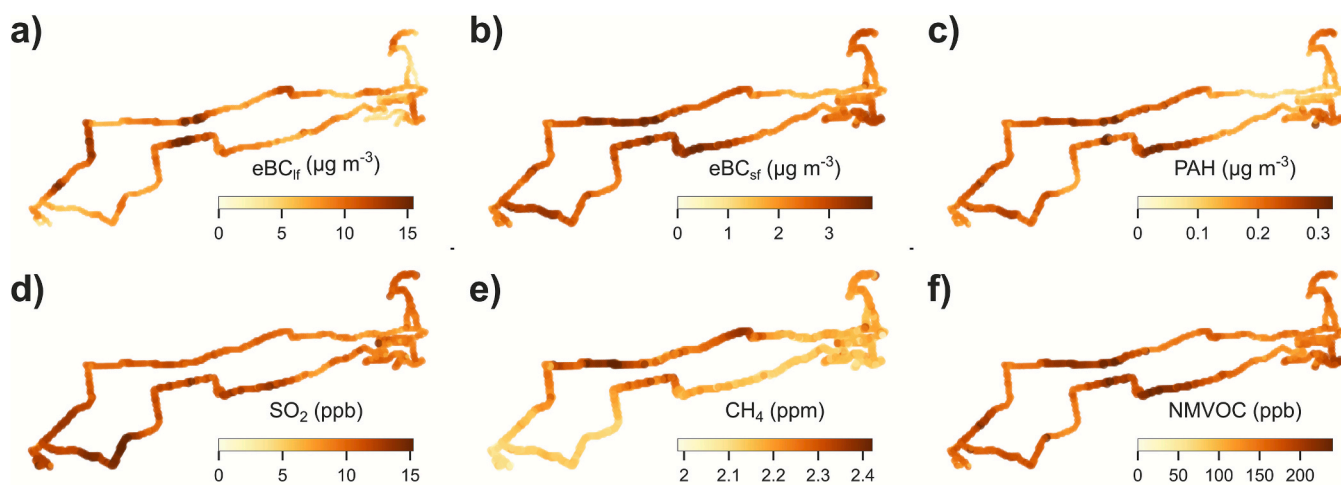 a) b) c)
eBClf (µg m-3) eBCsf (µg m-3) PAH (µg m-3)
0 5 10 15 0 1 2 3 0 0.1 0.2 0.3
d) e) f)
SO2 (ppb) CH4 (ppm) NMVOC (ppb)
0 5 10 15 2 2.1 2.2 2.3 2.4 0 50 100 200